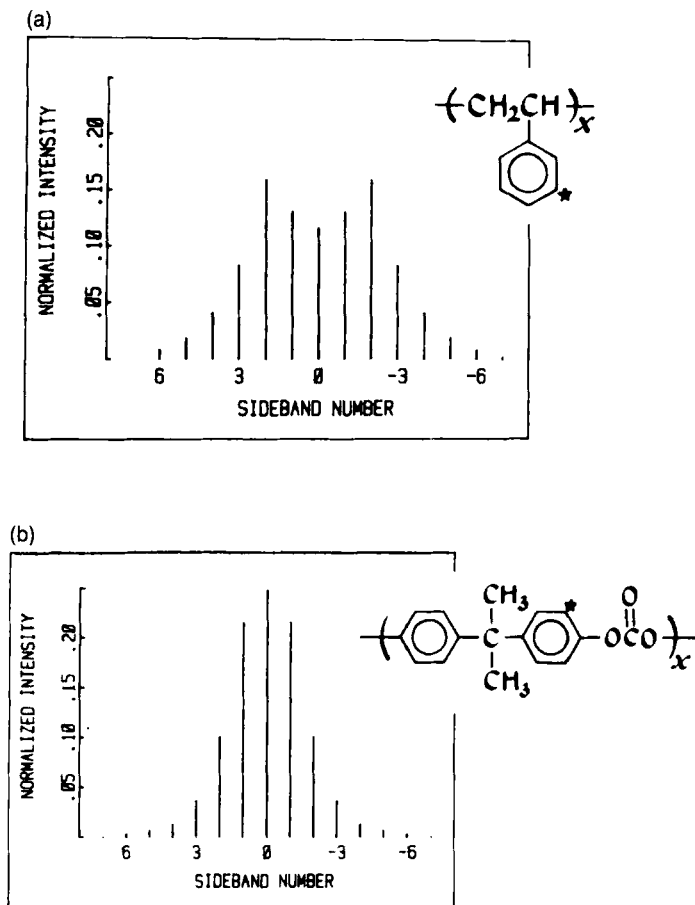 (a)
NORMALIZED INTENSITY
.20
.15
.10
.05
6 3 0 -3 -6
SIDEBAND NUMBER
( CH2CH )x
★
(b)
NORMALIZED INTENSITY
.20
.15
.10
.05
6 3 0 -3 -6
SIDEBAND NUMBER
CH3
C
CH3
★
O
OCO
x